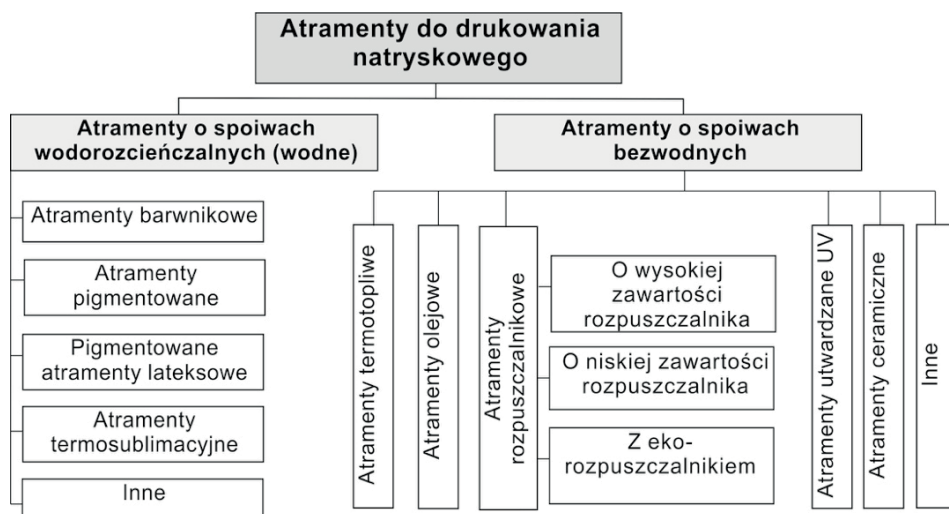 Atramenty do drukowania
natryskowego
Atramenty o spoiwach
wodorozcieńczalnych (wodne)
Atramenty barwnikowe
Atramenty
pigmentowane
Pigmentowane
atramenty lateksowe
Atramenty
termosublimacyjne
Inne
Atramenty o spoiwach
bezwodnych
Atramenty termotopliwe
Atramenty olejowe
Atramenty
rozpuszczalnikowe
O wysokiej
zawartości
rozpuszczalnika
O niskiej zawartości
rozpuszczalnika
Z eko-
rozpuszczalnikiem
Atramenty utwardzane UV
Atramenty ceramiczne
Inne